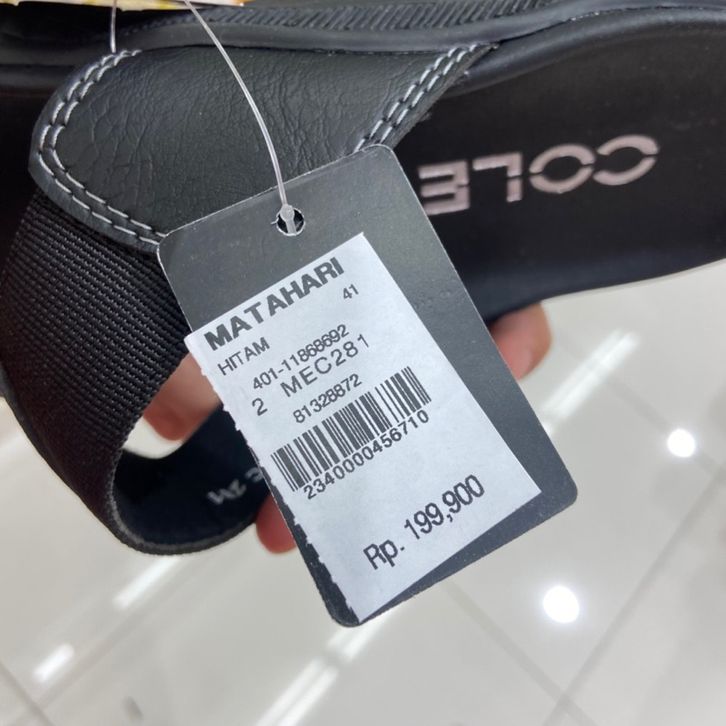 COLE
MATAHARI
41
HITAM
401-11868692
2 MEC281
81328872
2340000456710
Rp. 199,900